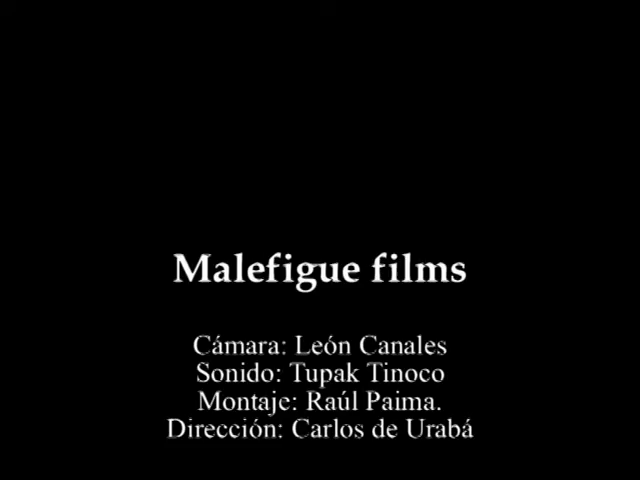 Malefigue films
Cámara: León Canales
Sonido: Tupak Tinoco
Montaje: Raúl Paima.
Dirección: Carlos de Urabá